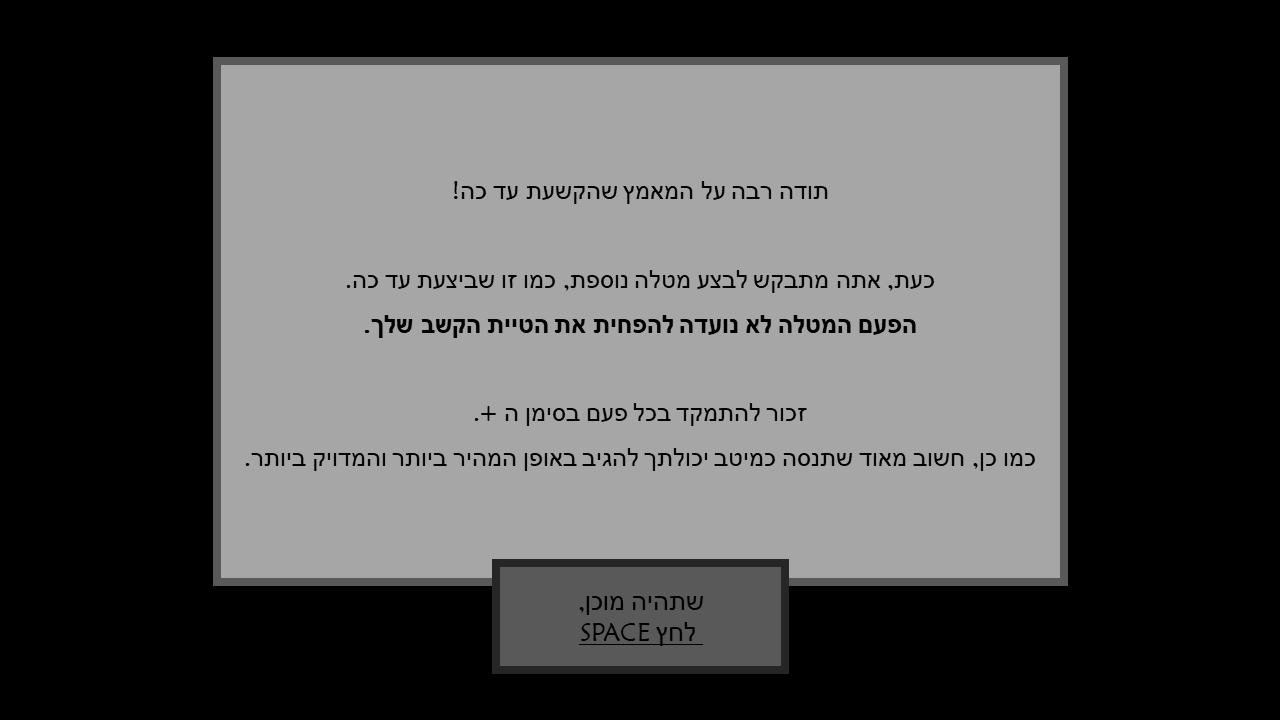 תודה רבה על המאמץ שהקשעת עד כה!
כעת, אתה מתבקש לבצע מטלה נוספת, כמו זו שביצעת עד כה.
הפעם המטלה לא נועדה להפחית את הטיית הקשב שלך.
זכור להתמקד בכל פעם בסימן ה +.
כמו כן, חשוב מאוד שתנסה כמיטב יכולתך להגיב באופן המהיר ביותר והמדויק ביותר.
שתהיה מוכן,
לחץ SPACE